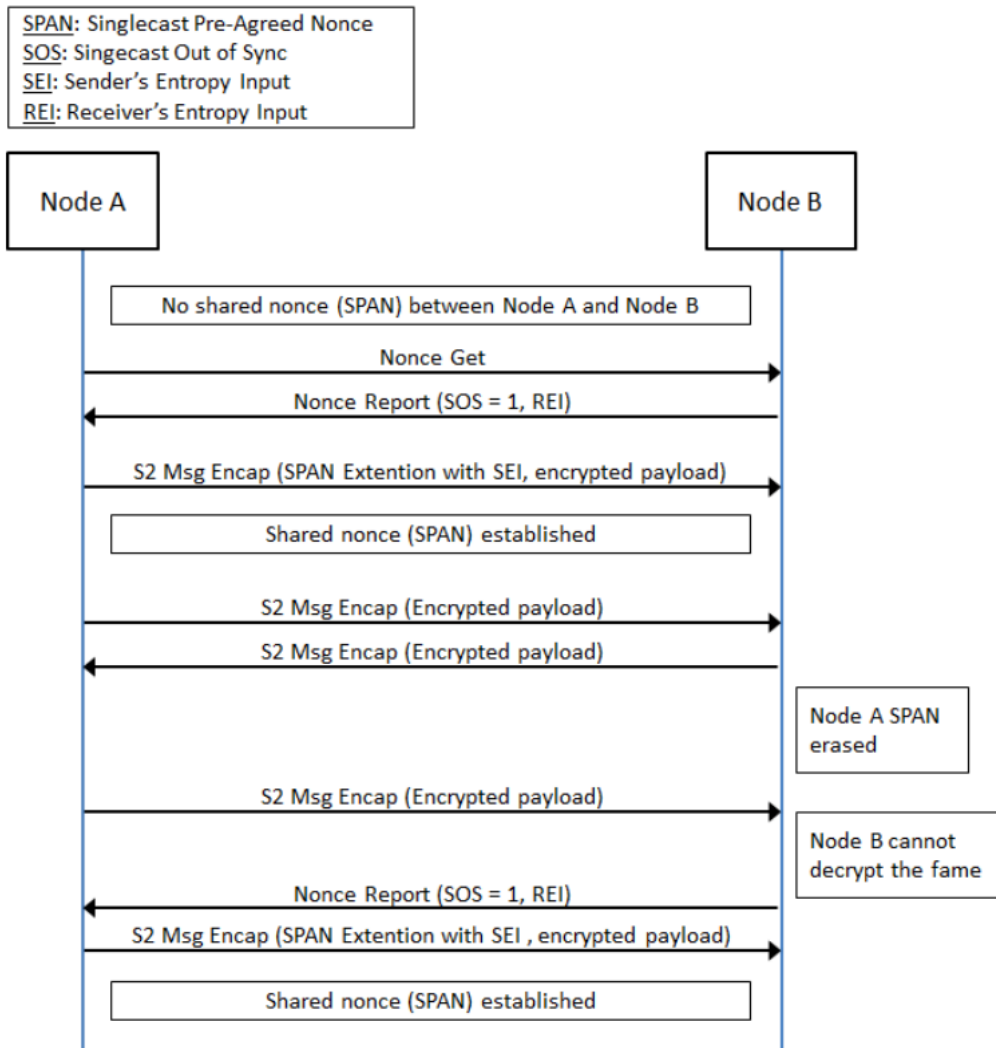 SPAN: Singlecast Pre-Agreed Nonce
SOS: Singecast Out of Sync
SEI: Sender’s Entropy Input
REI: Receiver’s Entropy Input
Node A
Node B
No shared nonce (SPAN) between Node A and Node B
Nonce Get
Nonce Report (SOS = 1, REI)
S2 Msg Encap (SPAN Extention with SEI, encrypted payload)
Shared nonce (SPAN) established
S2 Msg Encap (Encrypted payload)
S2 Msg Encap (Encrypted payload)
Node A SPAN
erased
S2 Msg Encap (Encrypted payload)
Node B cannot
decrypt the fame
Nonce Report (SOS = 1, REI)
S2 Msg Encap (SPAN Extention with SEI , encrypted payload)
Shared nonce (SPAN) established